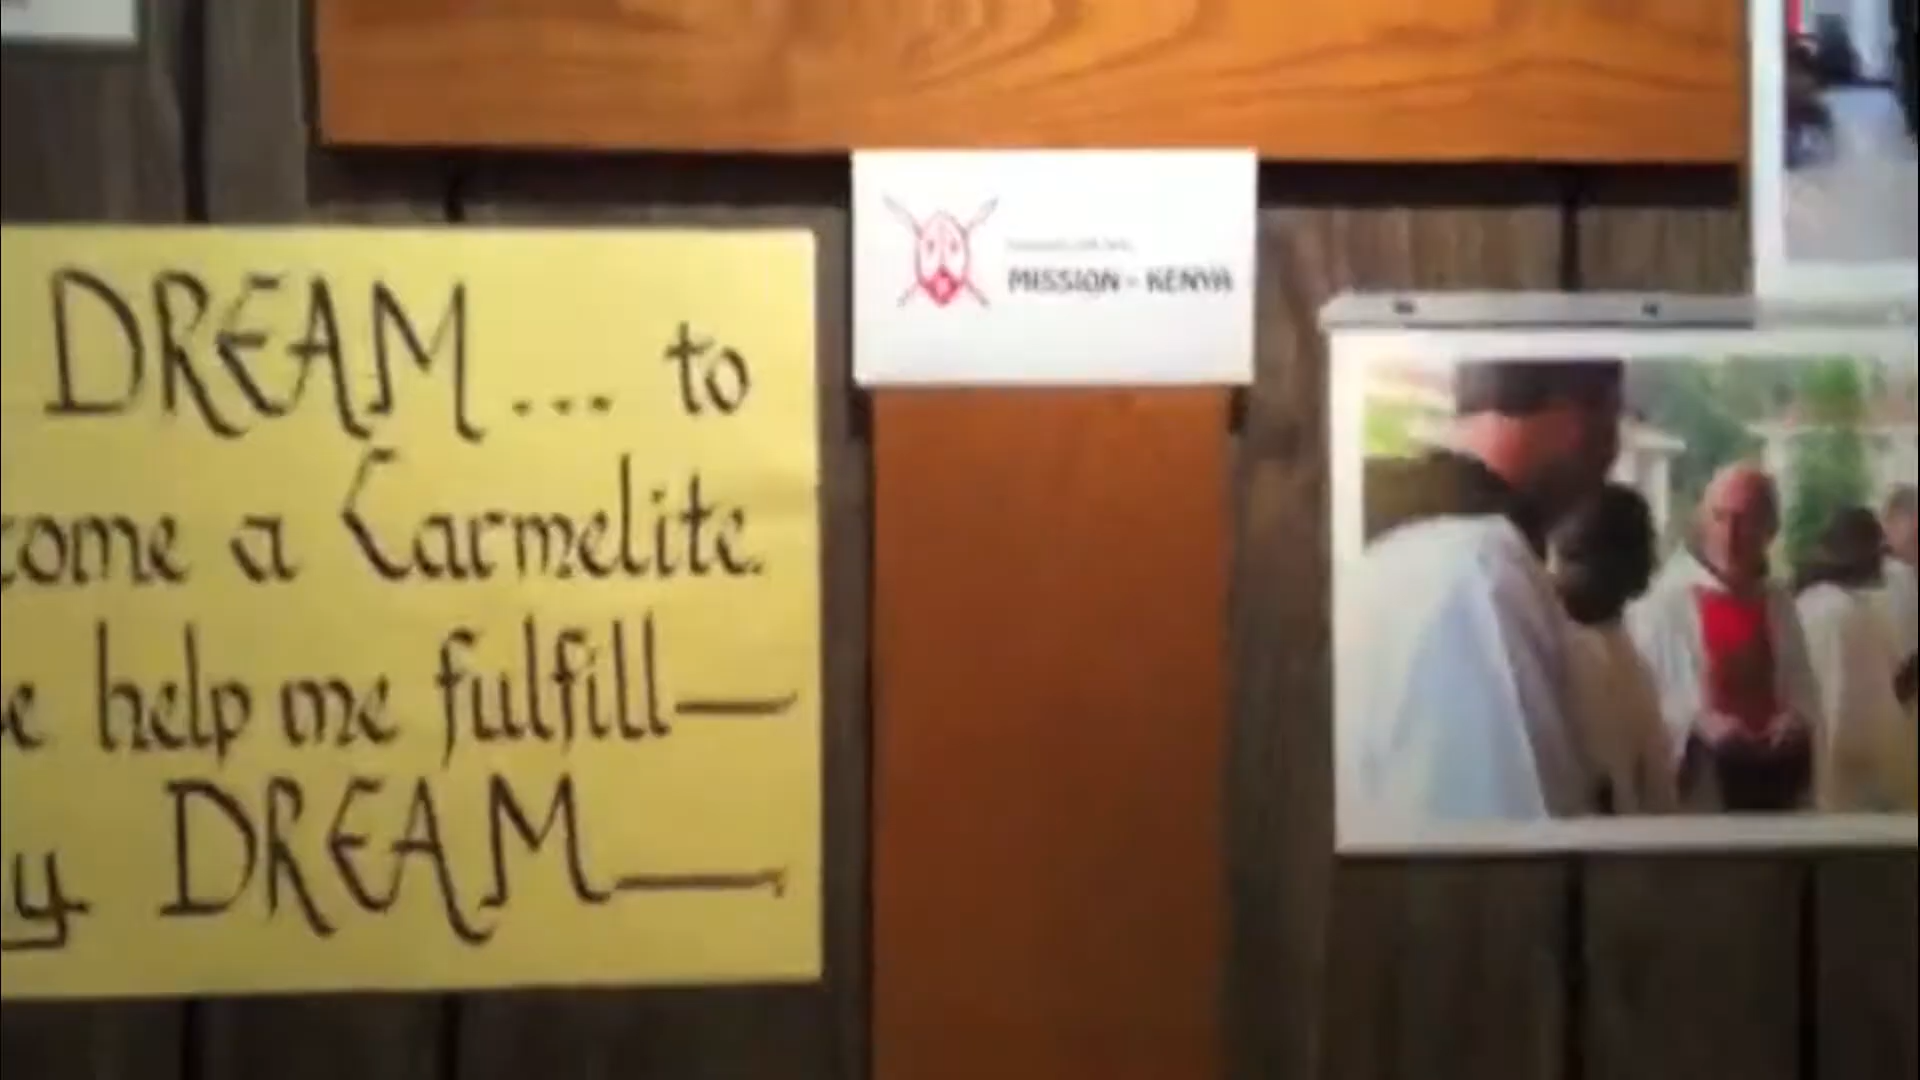 DREAM... to
come a Carmelite.
e help me fulfill—
y DREAM—
MISSION - KENYA